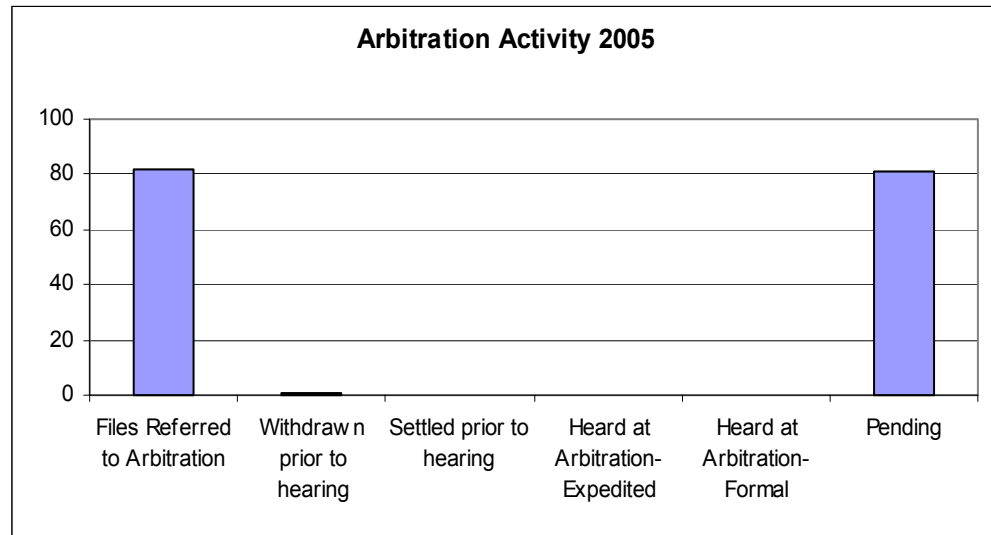 Arbitration Activity 2005
100
80
60
40
20
0
Files Referred
to Arbitration
Withdrawn
prior to
hearing
Settled prior to
hearing
Heard at
Arbitration-
Expedited
Heard at
Arbitration-
Formal
Pending